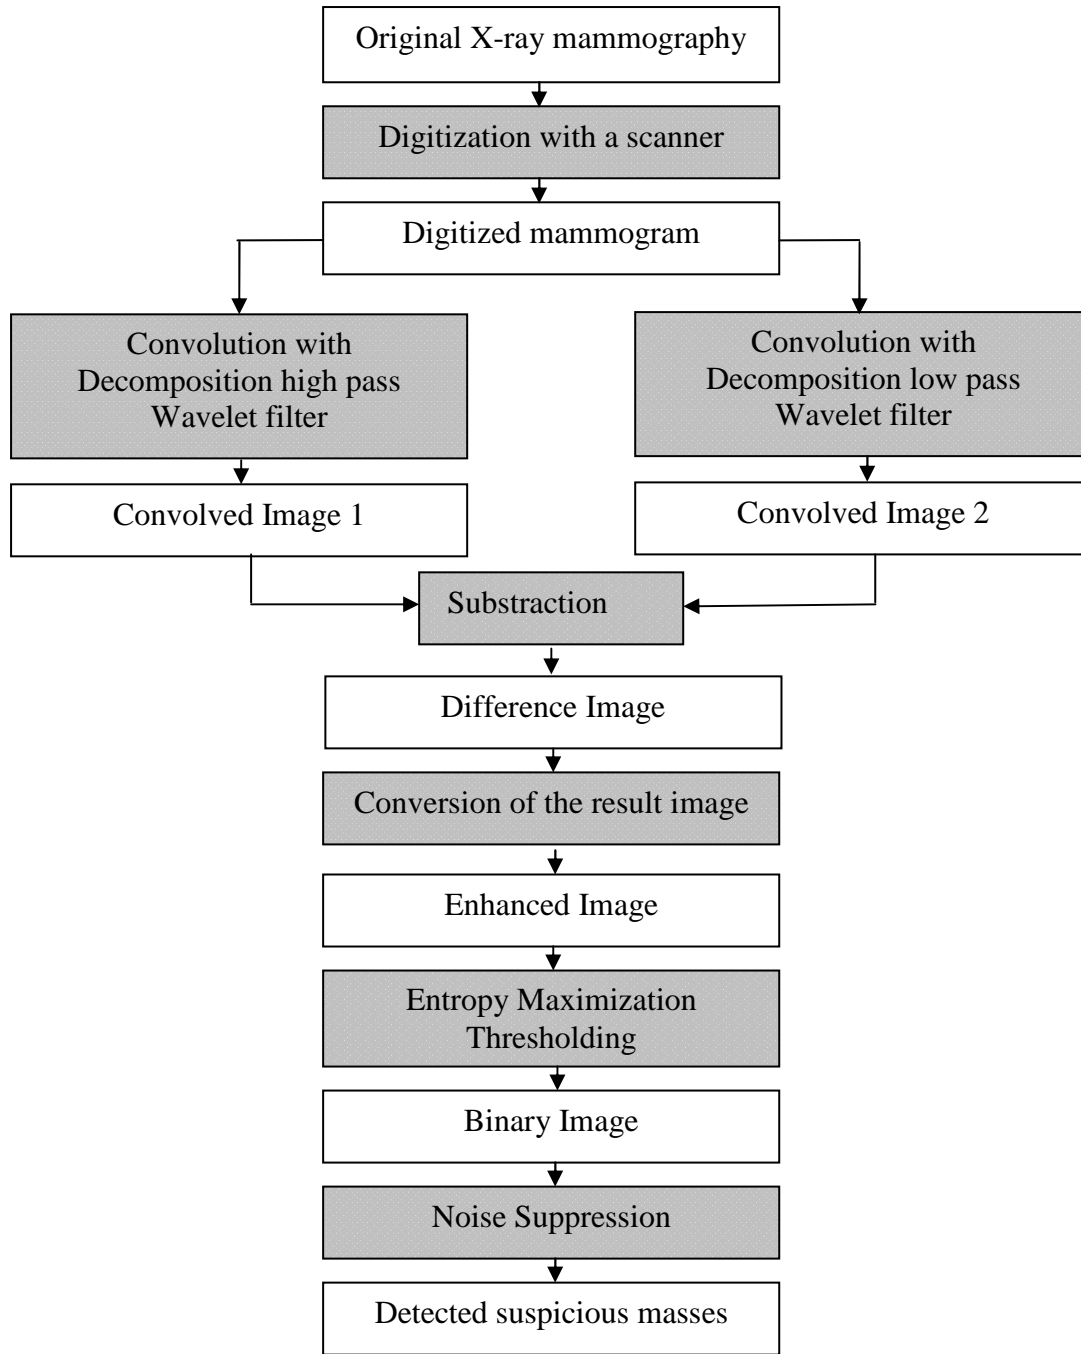 Original X-ray mammography
Digitization with a scanner
Digitized mammogram
Convolution with
Decomposition high pass
Wavelet filter
Convolution with
Decomposition low pass
Wavelet filter
Convolved Image 1
Convolved Image 2
Substraction
Difference Image
Conversion of the result image
Enhanced Image
Entropy Maximization
Thresholding
Binary Image
Noise Suppression
Detected suspicious masses